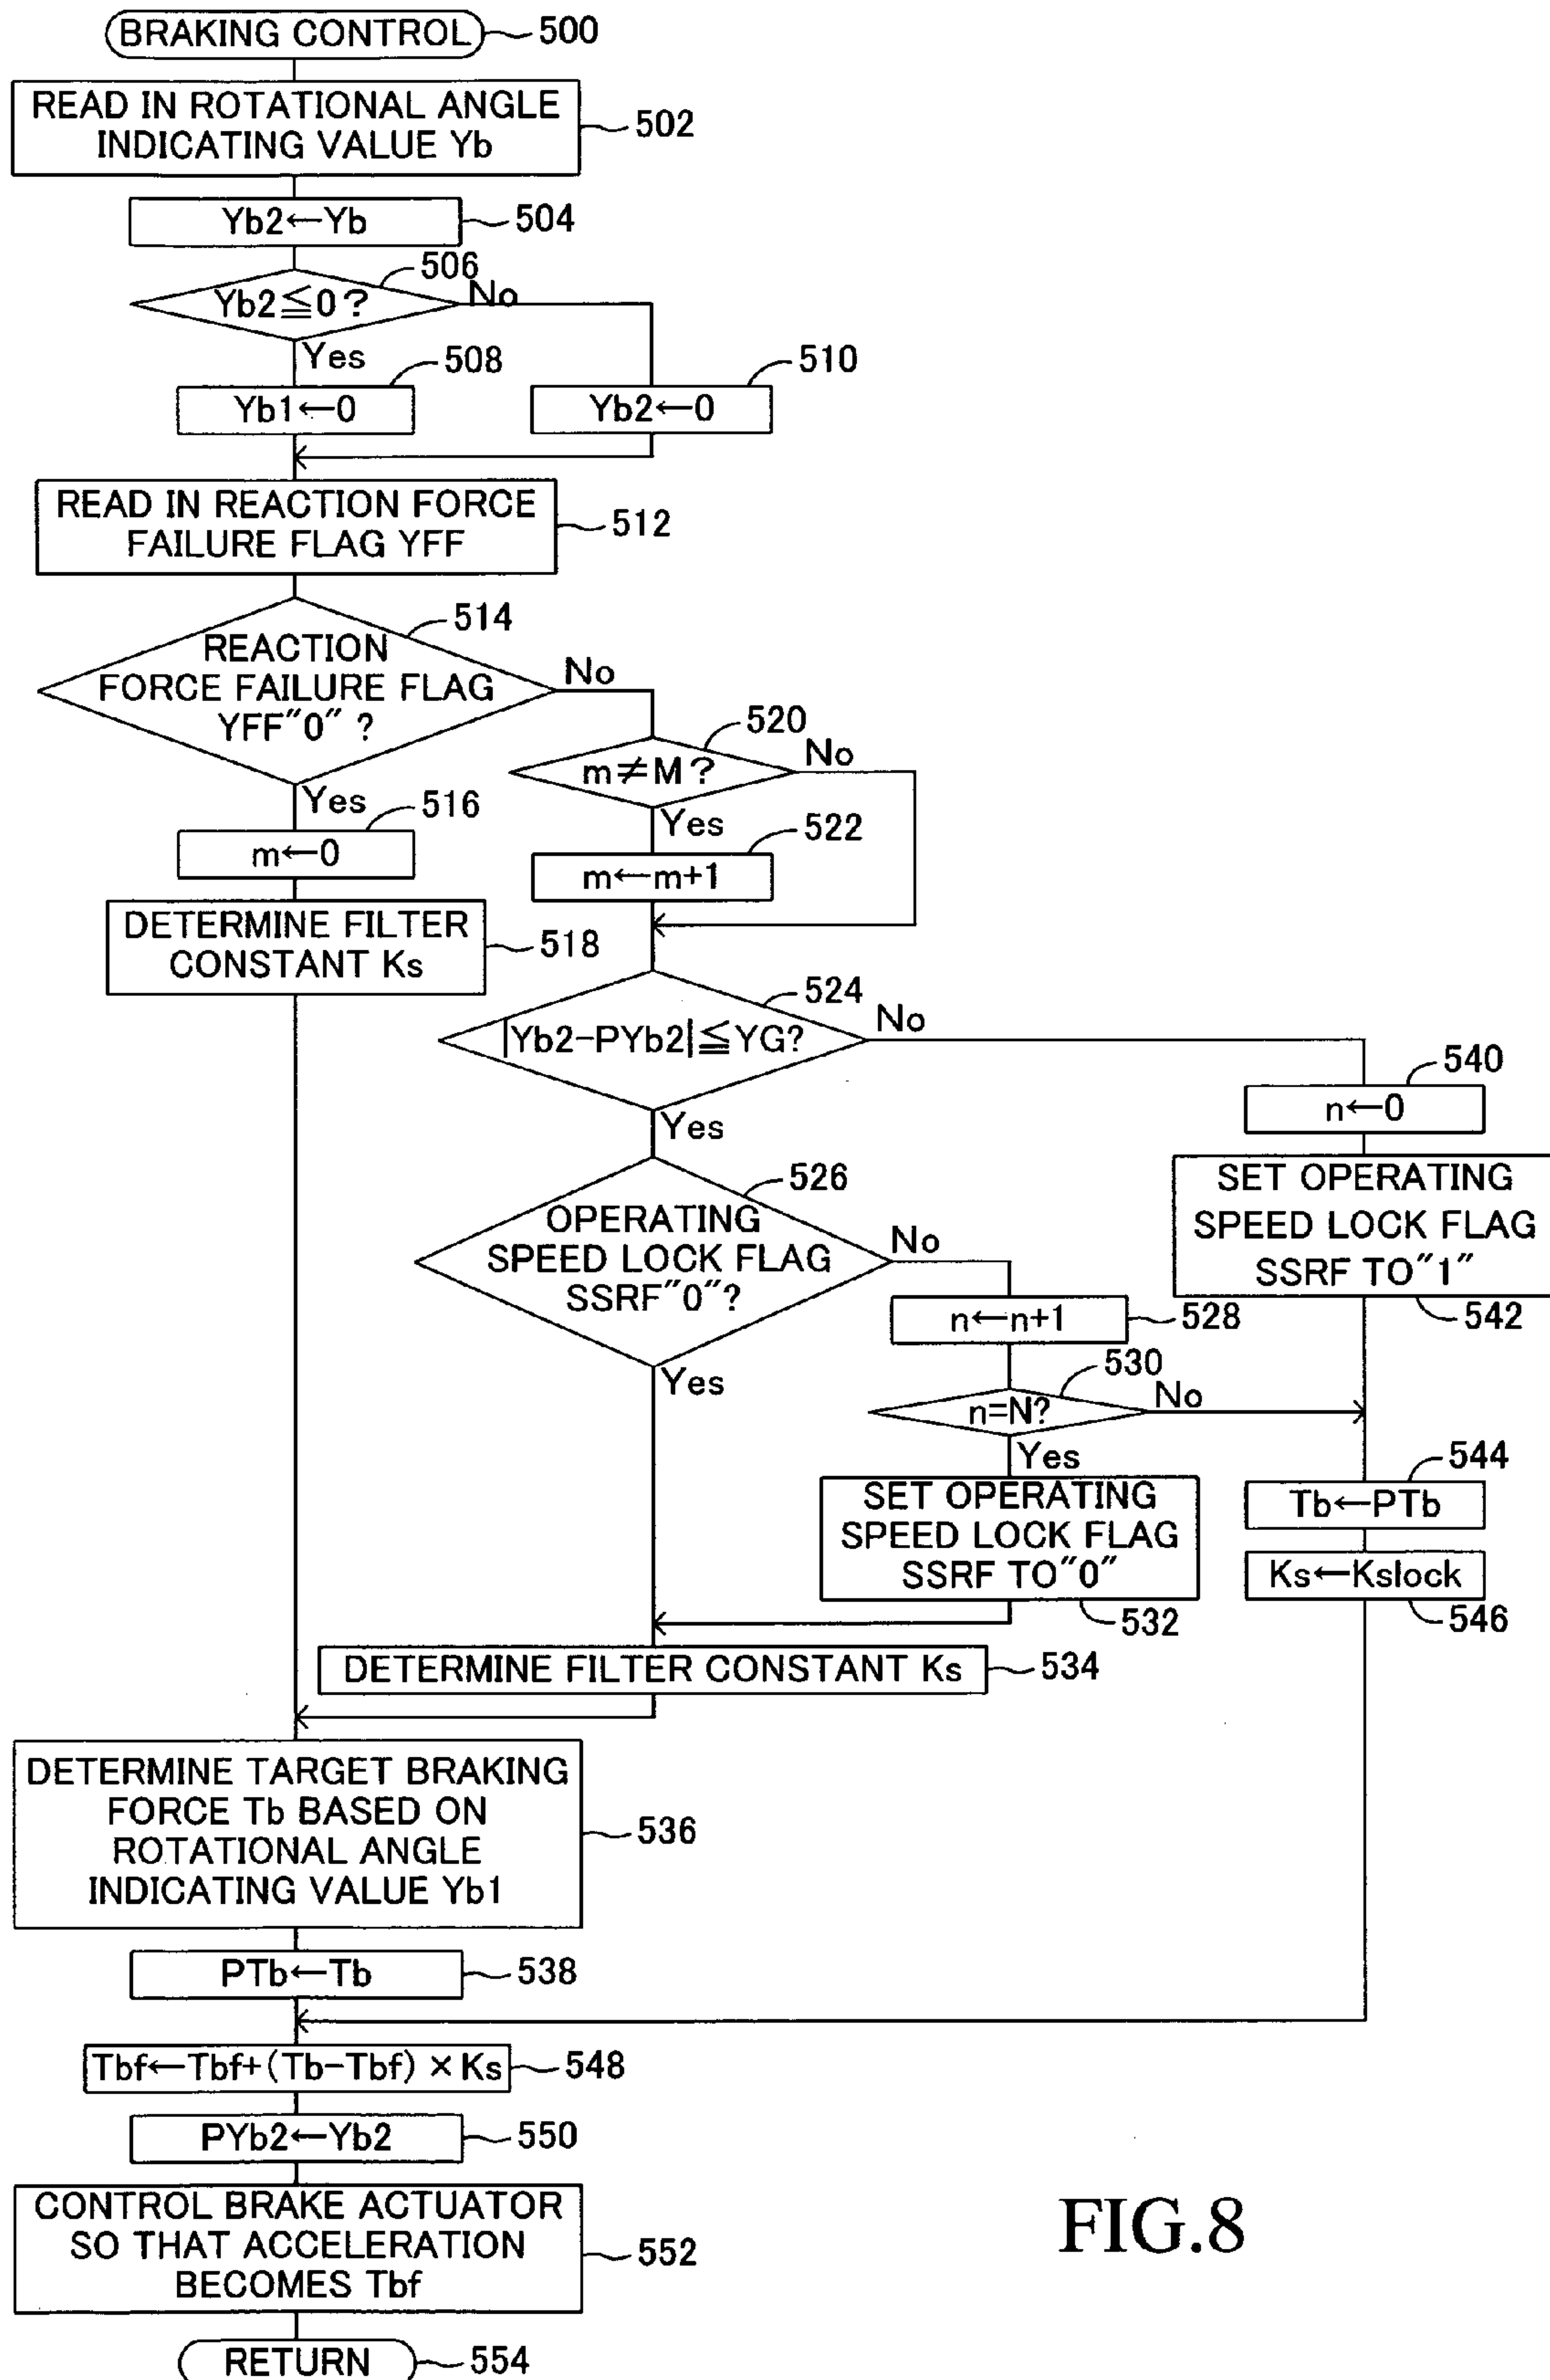 BRAKING CONTROL
500
READ IN ROTATIONAL ANGLE
INDICATING VALUE Yb
502
Yb2←Yb
504
506
Yb2≦0?
No
Yes
508
510
Yb1←0
Yb2←0
READ IN REACTION FORCE
FAILURE FLAG YFF
512
514
REACTION
FORCE FAILURE FLAG
YFF"0" ?
No
Yes
516
m←0
DETERMINE FILTER
CONSTANT Ks
518
520
m≠M?
No
Yes
522
m←m+1
524
|Yb2-PYb2|≦YG?
No
Yes
526
OPERATING
SPEED LOCK FLAG
SSRF"0"?
No
Yes
n←n+1
528
530
n=N?
No
Yes
SET OPERATING
SPEED LOCK FLAG
SSRF TO"0"
532
540
n←0
SET OPERATING
SPEED LOCK FLAG
SSRF TO"1"
542
544
Tb←PTb
Ks←Kslock
546
DETERMINE FILTER CONSTANT Ks
534
DETERMINE TARGET BRAKING
FORCE Tb BASED ON
ROTATIONAL ANGLE
INDICATING VALUE Yb1
536
PTb←Tb
538
Tbf←Tbf+(Tb-Tbf)×Ks
548
PYb2←Yb2
550
CONTROL BRAKE ACTUATOR
SO THAT ACCELERATION
BECOMES Tbf
552
RETURN
554
FIG.8